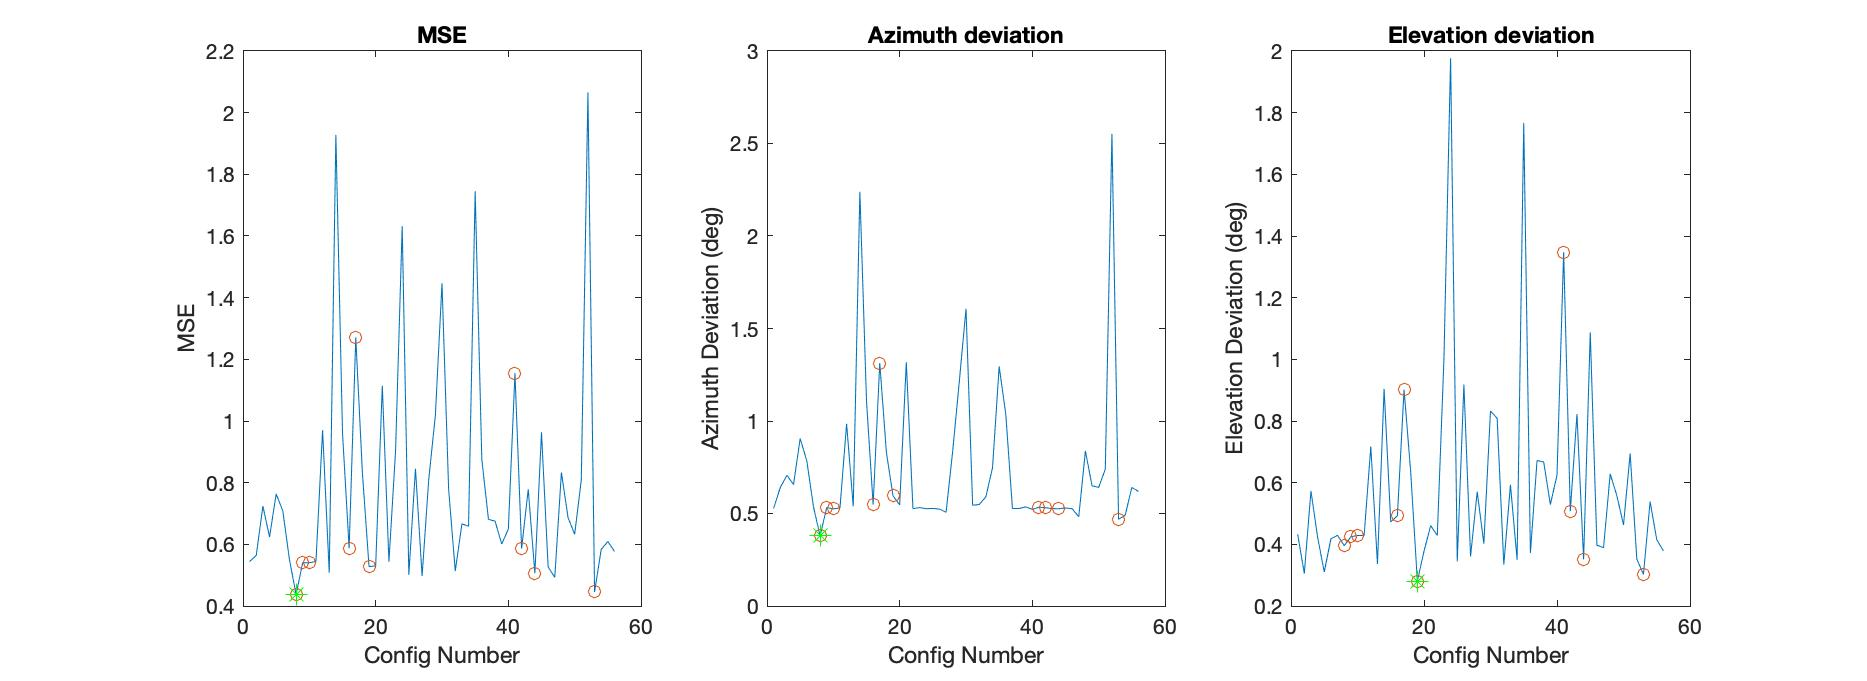 MSE
2.2
2
1.8
1.6
1.4
1.2
1
0.8
0.6
0.4
MSE
0 20 40 60
Config Number
Azimuth deviation
3
2.5
2
1.5
1
0.5
0
Azimuth Deviation (deg)
0 20 40 60
Config Number
Elevation deviation
2
1.8
1.6
1.4
1.2
1
0.8
0.6
0.4
0.2
Elevation Deviation (deg)
0 20 40 60
Config Number